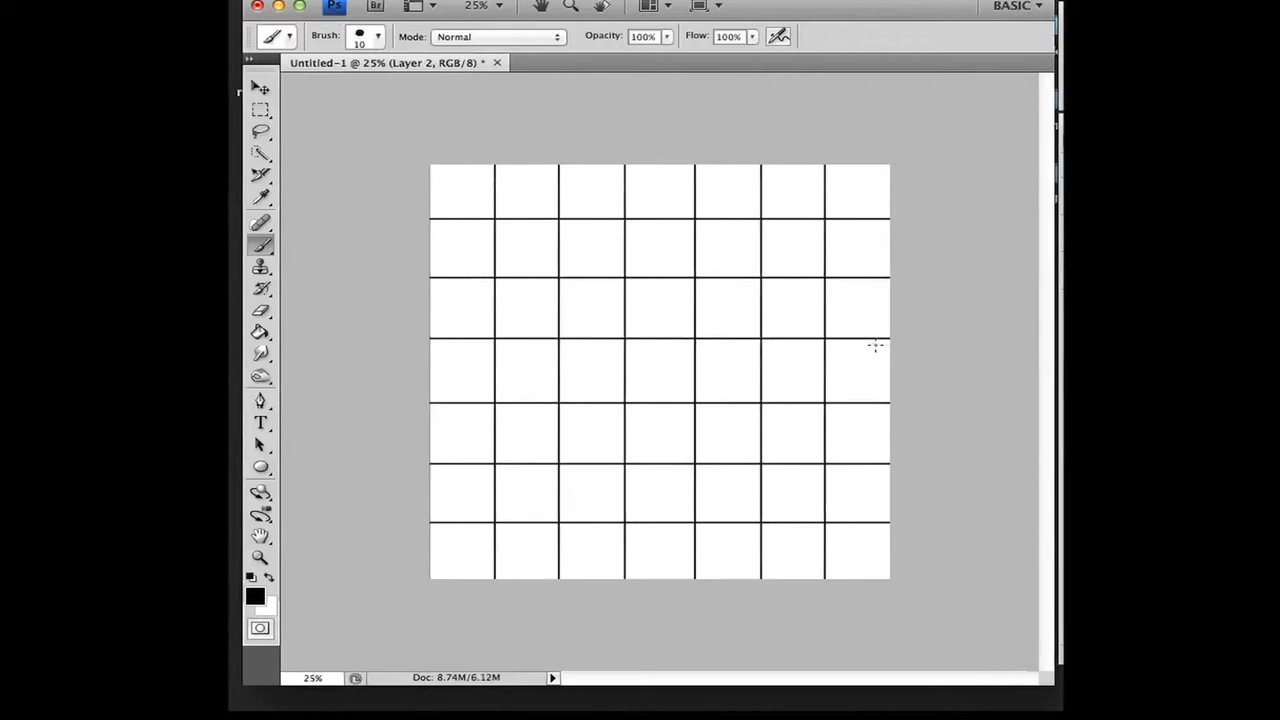 Ps Br 25% BASIC
Brush: 10 Mode: Normal Opacity: 100% Flow: 100%
Untitled-1 @ 25% (Layer 2, RGB/8) *
T
25% Doc: 8.74M/6.12M